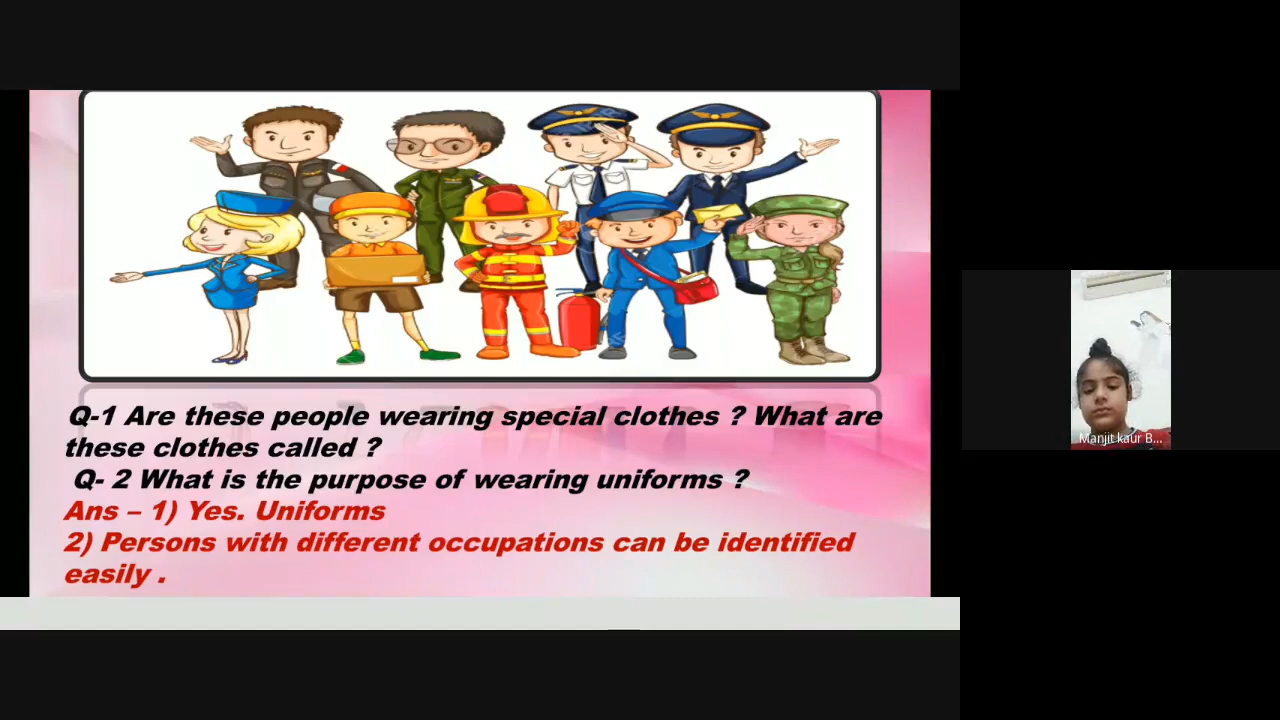 Q-1 Are these people wearing special clothes ? What are
these clothes called ?
Q- 2 What is the purpose of wearing uniforms ?
Ans – 1) Yes. Uniforms
2) Persons with different occupations can be identified
easily .
Manjit kaur B...